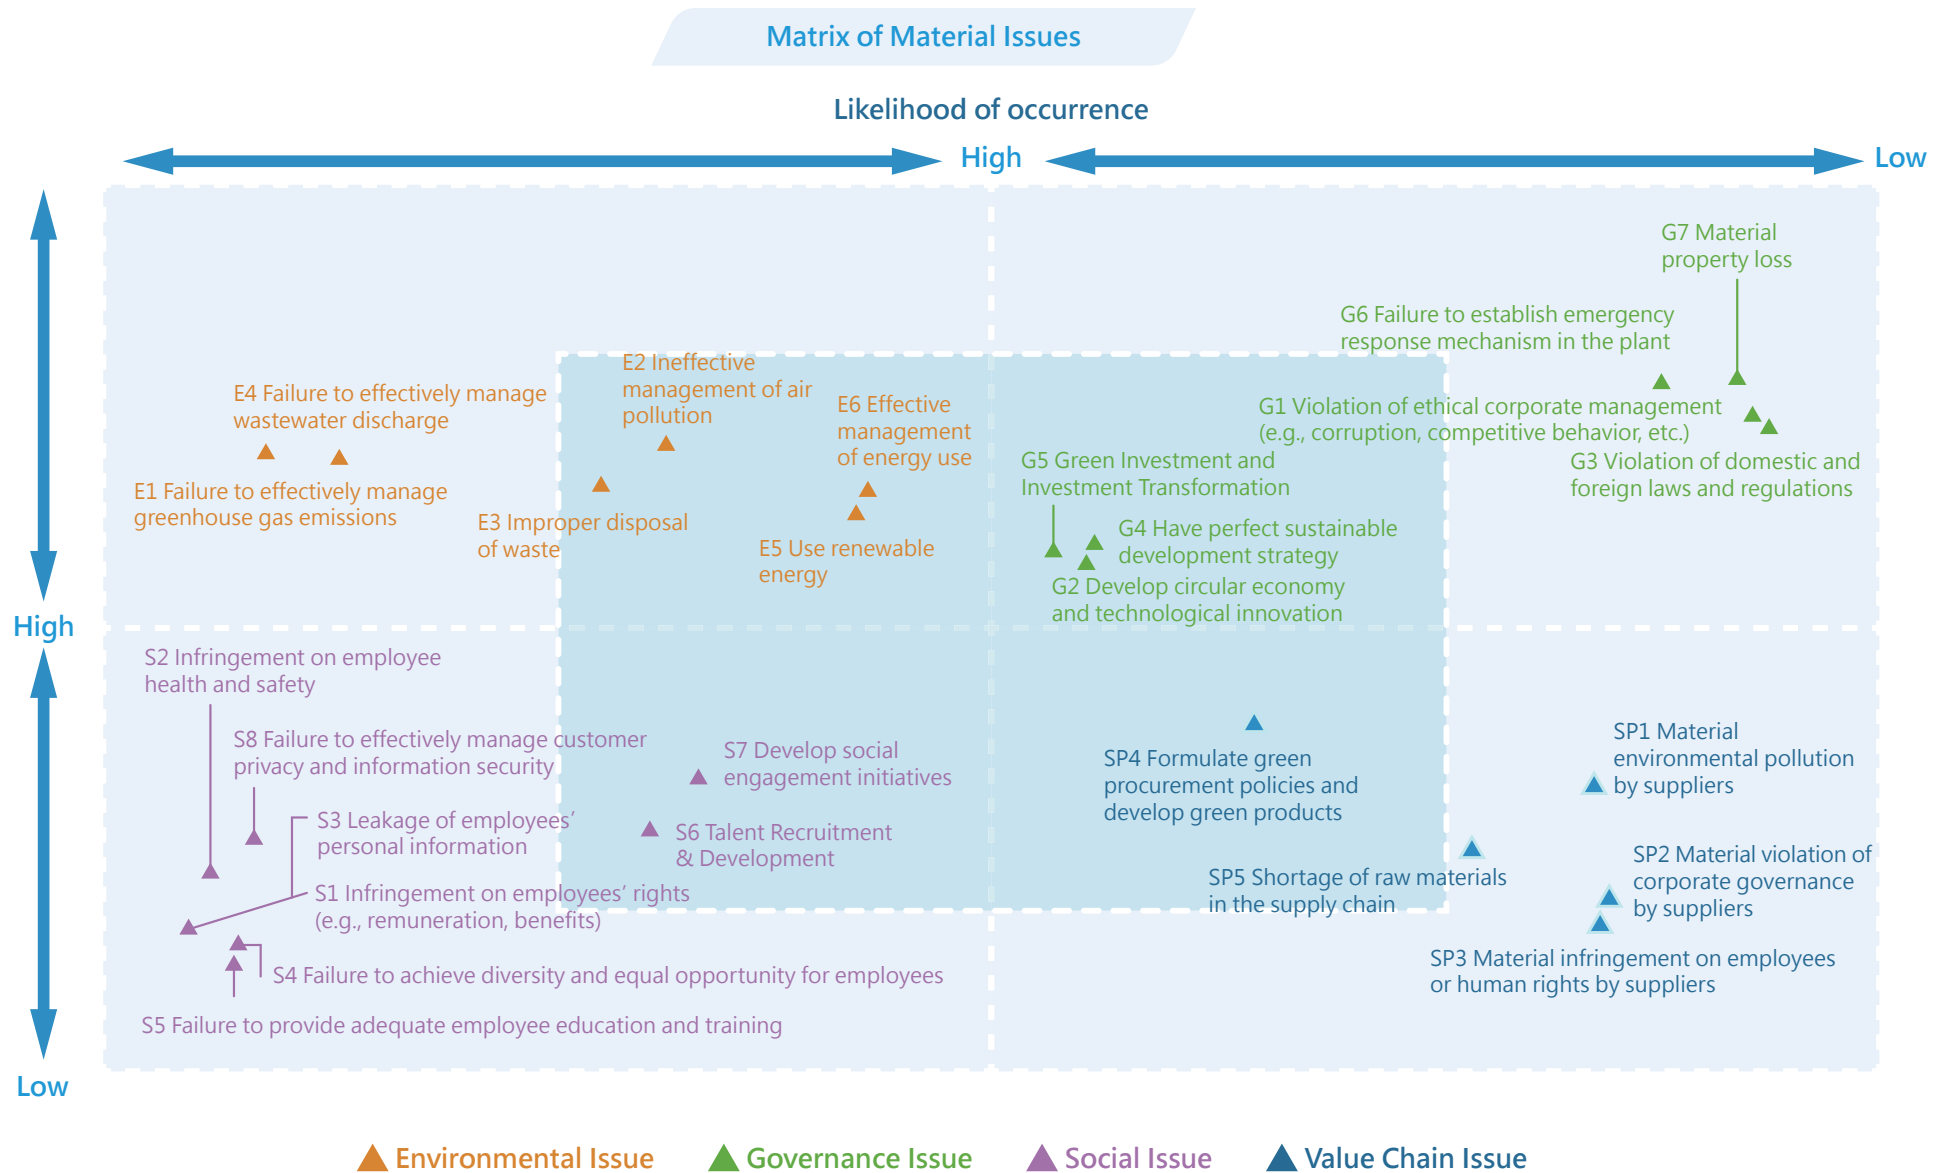 Matrix of Material Issues
Likelihood of occurrence
High
Low
G7 Material
property loss
G6 Failure to establish emergency
response mechanism in the plant
E2 Ineffective
management of air
pollution
E4 Failure to effectively manage
wastewater discharge
E6 Effective
management
of energy use
G1 Violation of ethical corporate management
(e.g., corruption, competitive behavior, etc.)
G5 Green Investment and
Investment Transformation
G3 Violation of domestic and
foreign laws and regulations
E1 Failure to effectively manage
greenhouse gas emissions
E3 Improper disposal
of waste
E5 Use renewable
energy
G4 Have perfect sustainable
development strategy
G2 Develop circular economy
and technological innovation
High
S2 Infringement on employee
health and safety
S8 Failure to effectively manage customer
privacy and information security
S7 Develop social
engagement initiatives
SP4 Formulate green
procurement policies and
develop green products
SP1 Material
environmental pollution
by suppliers
S3 Leakage of employees’
personal information
S6 Talent Recruitment
& Development
SP5 Shortage of raw materials
in the supply chain
SP2 Material violation of
corporate governance
by suppliers
S1 Infringement on employees’ rights
(e.g., remuneration, benefits)
S4 Failure to achieve diversity and equal opportunity for employees
SP3 Material infringement on employees
or human rights by suppliers
S5 Failure to provide adequate employee education and training
Low
Environmental Issue
Governance Issue
Social Issue
Value Chain Issue